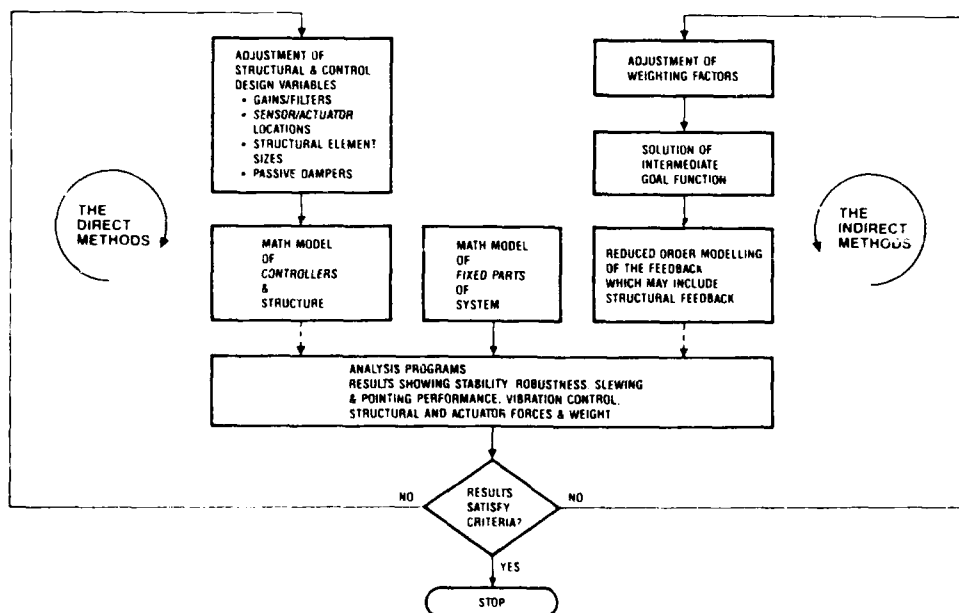 ADJUSTMENT OF
STRUCTURAL & CONTROL
DESIGN VARIABLES
• GAINS/FILTERS
• SENSOR/ACTUATOR
LOCATIONS
• STRUCTURAL ELEMENT
SIZES
• PASSIVE DAMPERS
ADJUSTMENT OF
WEIGHTING FACTORS
SOLUTION OF
INTERMEDIATE
GOAL FUNCTION
THE
DIRECT
METHODS
THE
INDIRECT
METHODS
MATH MODEL
OF
CONTROLLERS
&
STRUCTURE
MATH MODEL
OF
FIXED PARTS
OF
SYSTEM
REDUCED ORDER MODELLING
OF THE FEEDBACK
WHICH MAY INCLUDE
STRUCTURAL FEEDBACK
ANALYSIS PROGRAMS
RESULTS SHOWING STABILITY, ROBUSTNESS, SLEWING
& POINTING PERFORMANCE, VIBRATION CONTROL,
STRUCTURAL AND ACTUATOR FORCES & WEIGHT
NO
RESULTS
SATISFY
CRITERIA?
NO
YES
STOP